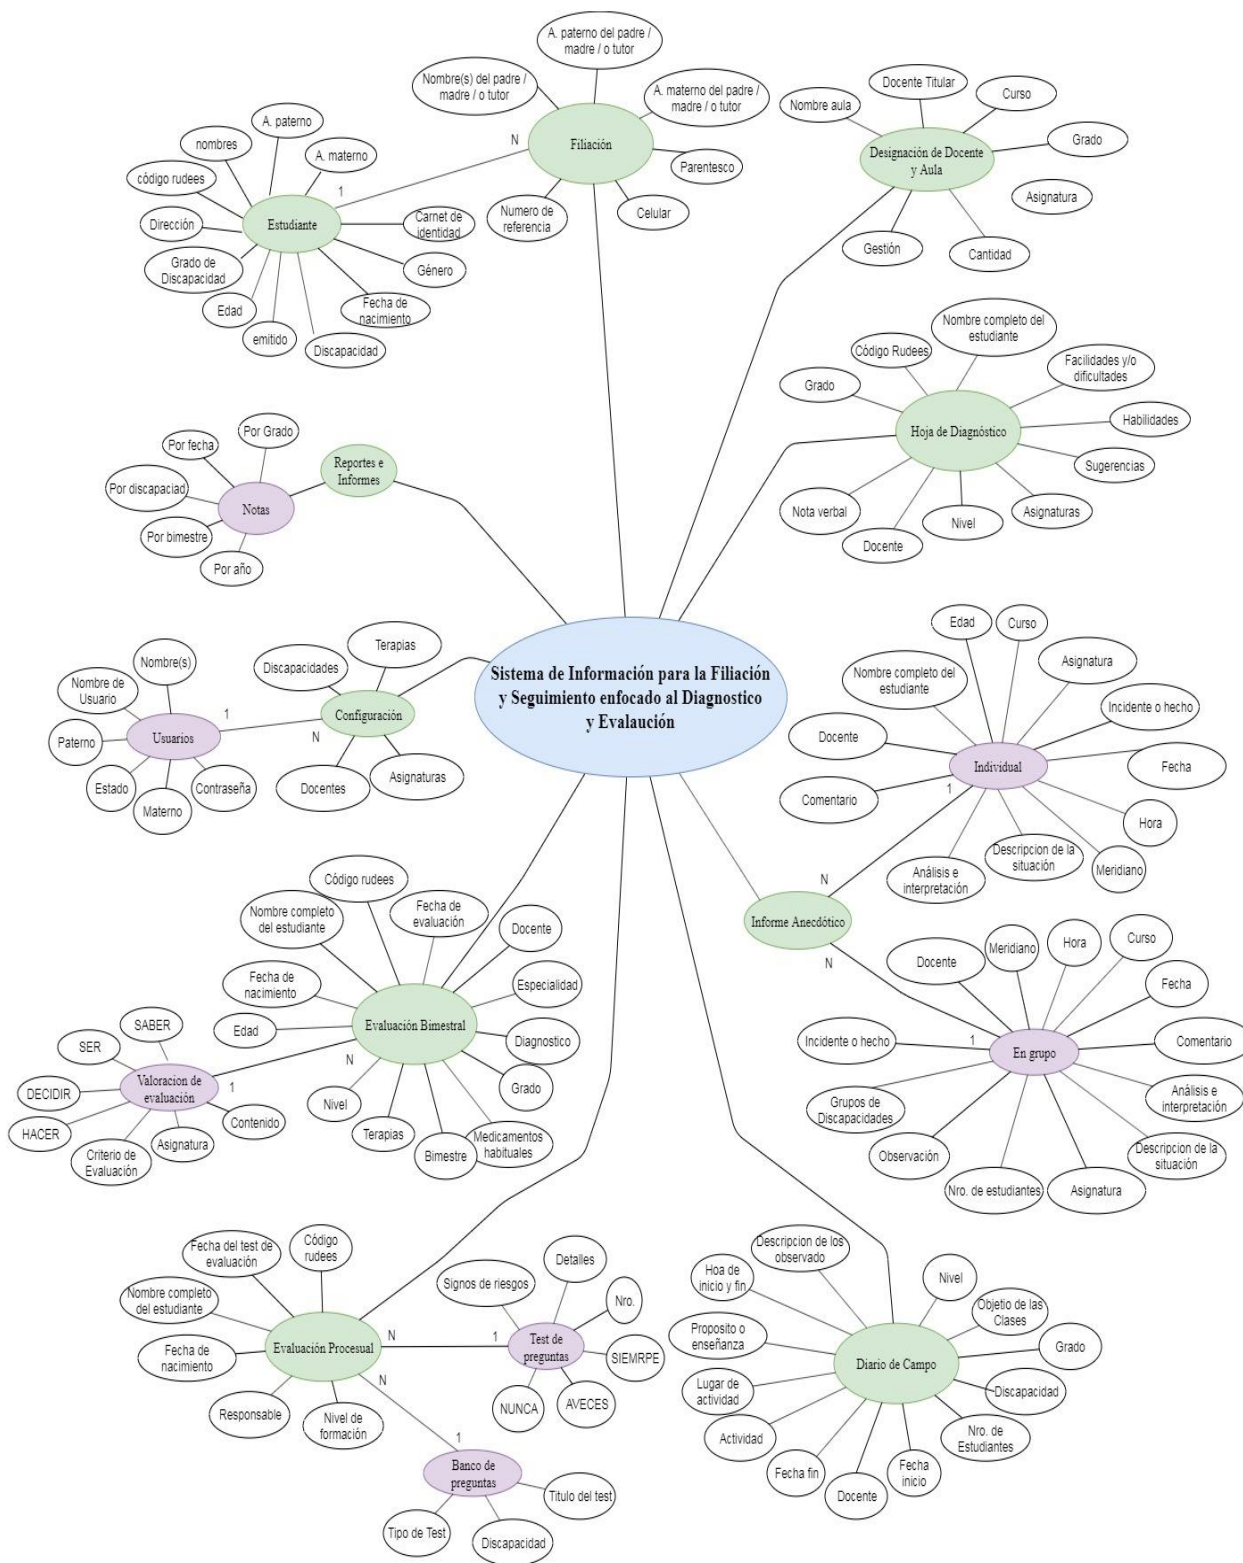 A. paterno del padre /
madre / o tutor
Nombre(s) del padre /
madre / o tutor
A. materno del padre /
madre / o tutor
N
Filiación
Parentesco
Celular
Numero de
referencia
1
A. paterno
nombres
A. materno
código rudees
Dirección
Estudiante
Carnet de
identidad
Grado de
Discapacidad
Género
Edad
emitido
Fecha de
nacimiento
Discapacidad
Docente Titular
Nombre aula
Curso
Grado
Designación de Docente
y Aula
Asignatura
Gestión
Cantidad
Nombre completo del
estudiante
Código Rudees
Facilidades y/o
dificultades
Grado
Habilidades
Hoja de Diagnóstico
Sugerencias
Nota verbal
Asignaturas
Nivel
Docente
Por Grado
Por fecha
Reportes e
Informes
Por discapaciad
Notas
Por bimestre
Por año
Sistema de Información para la Filiación
y Seguimiento enfocado al Diagnostico
y Evalaución
Terapias
Discapacidades
Nombre(s)
Nombre de
Usuario
1
Configuración
N
Paterno
Usuarios
Asignaturas
Docentes
Estado
Contraseña
Materno
Edad
Curso
Asignatura
Nombre completo del
estudiante
Incidente o hecho
Docente
Individual
Fecha
1
Comentario
Hora
Descripcion de la
situación
Análisis e
interpretación
Meridiano
N
Informe Anecdótico
N
Meridiano
Hora
Curso
Docente
Fecha
Incidente o hecho
1
Comentario
En grupo
Grupos de
Discapacidades
Análisis e
interpretación
Observación
Descripcion de la
situación
Nro. de estudiantes
Asignatura
Código rudees
Fecha de
evaluación
Nombre completo
del estudiante
Docente
Fecha de
nacimiento
Especialidad
Edad
Evaluación Bimestral
Diagnostico
N
Grado
Nivel
Terapias
Medicamentos
habituales
Bimestre
SABER
SER
DECIDIR
Valoracion de
evaluación
1
HACER
Contenido
Criterio de
Evaluación
Asignatura
Código
rudees
Fecha del test de
evaluación
Nombre completo
del estudiante
N
Evaluación Procesual
Fecha de
nacimiento
N
Responsable
Nivel de
formación
Detalles
Signos de riesgos
Nro.
1
Test de
preguntas
SIEMRPE
NUNCA
AVECES
1
Banco de
preguntas
Titulo del test
Tipo de Test
Discapacidad
Descripcion de los
observado
Hoa de
inicio y fin
Nivel
Objetio de las
Clases
Proposito o
enseñanza
Grado
Diario de Campo
Lugar de
actividad
Discapacidad
Actividad
Nro. de
Estudiantes
Fecha fin
Fecha
inicio
Docente